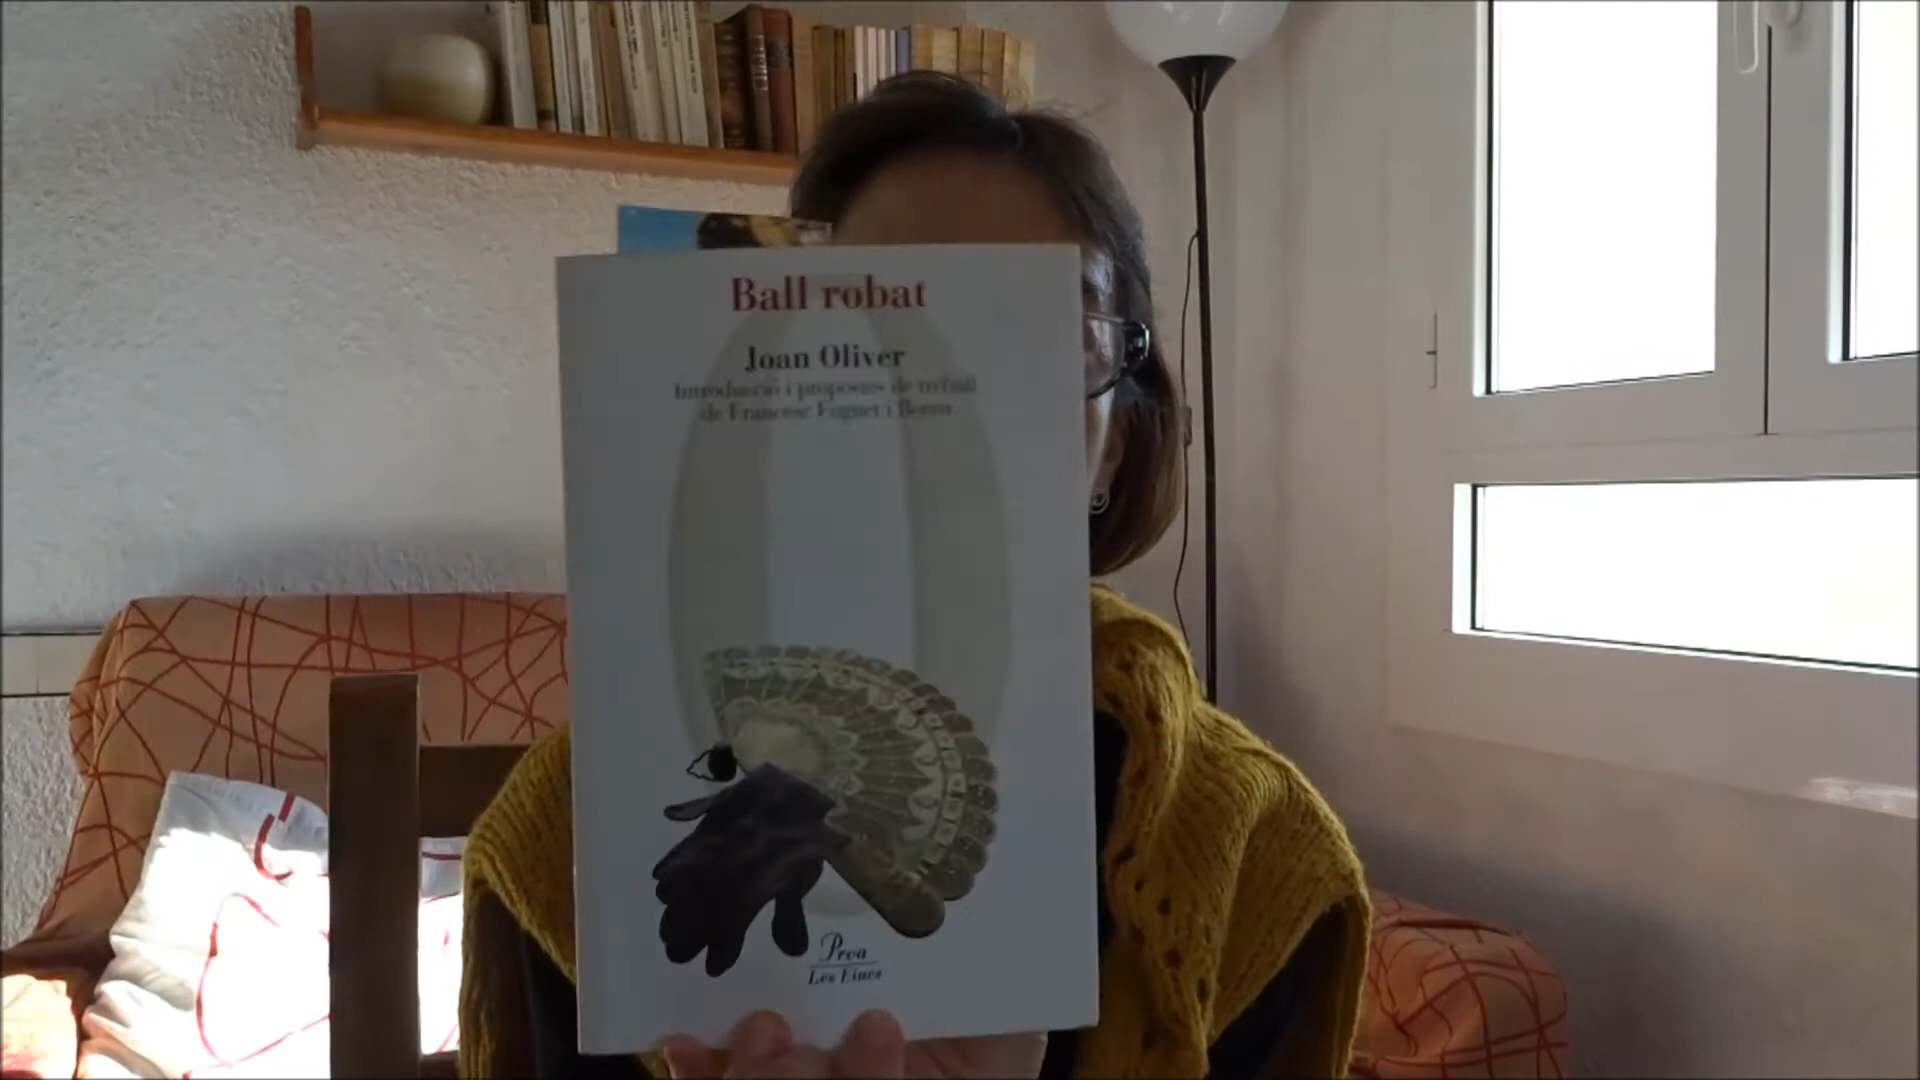 Ball robat
Joan Oliver
Introducció i propostes de treball
de Francesc Foguet i Boreu
Proa
Les Eines